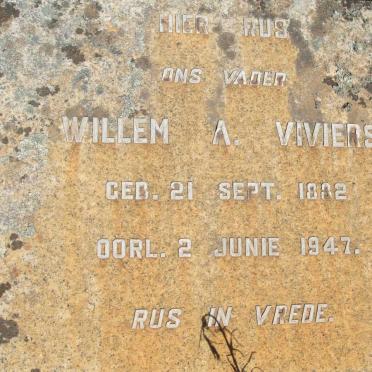 HIER RUS
ONS VADER
WILLEM A. VIVIERS
GEB. 21 SEPT. 1882
OORL. 2 JUNIE 1947.
RUS IN VREDE.